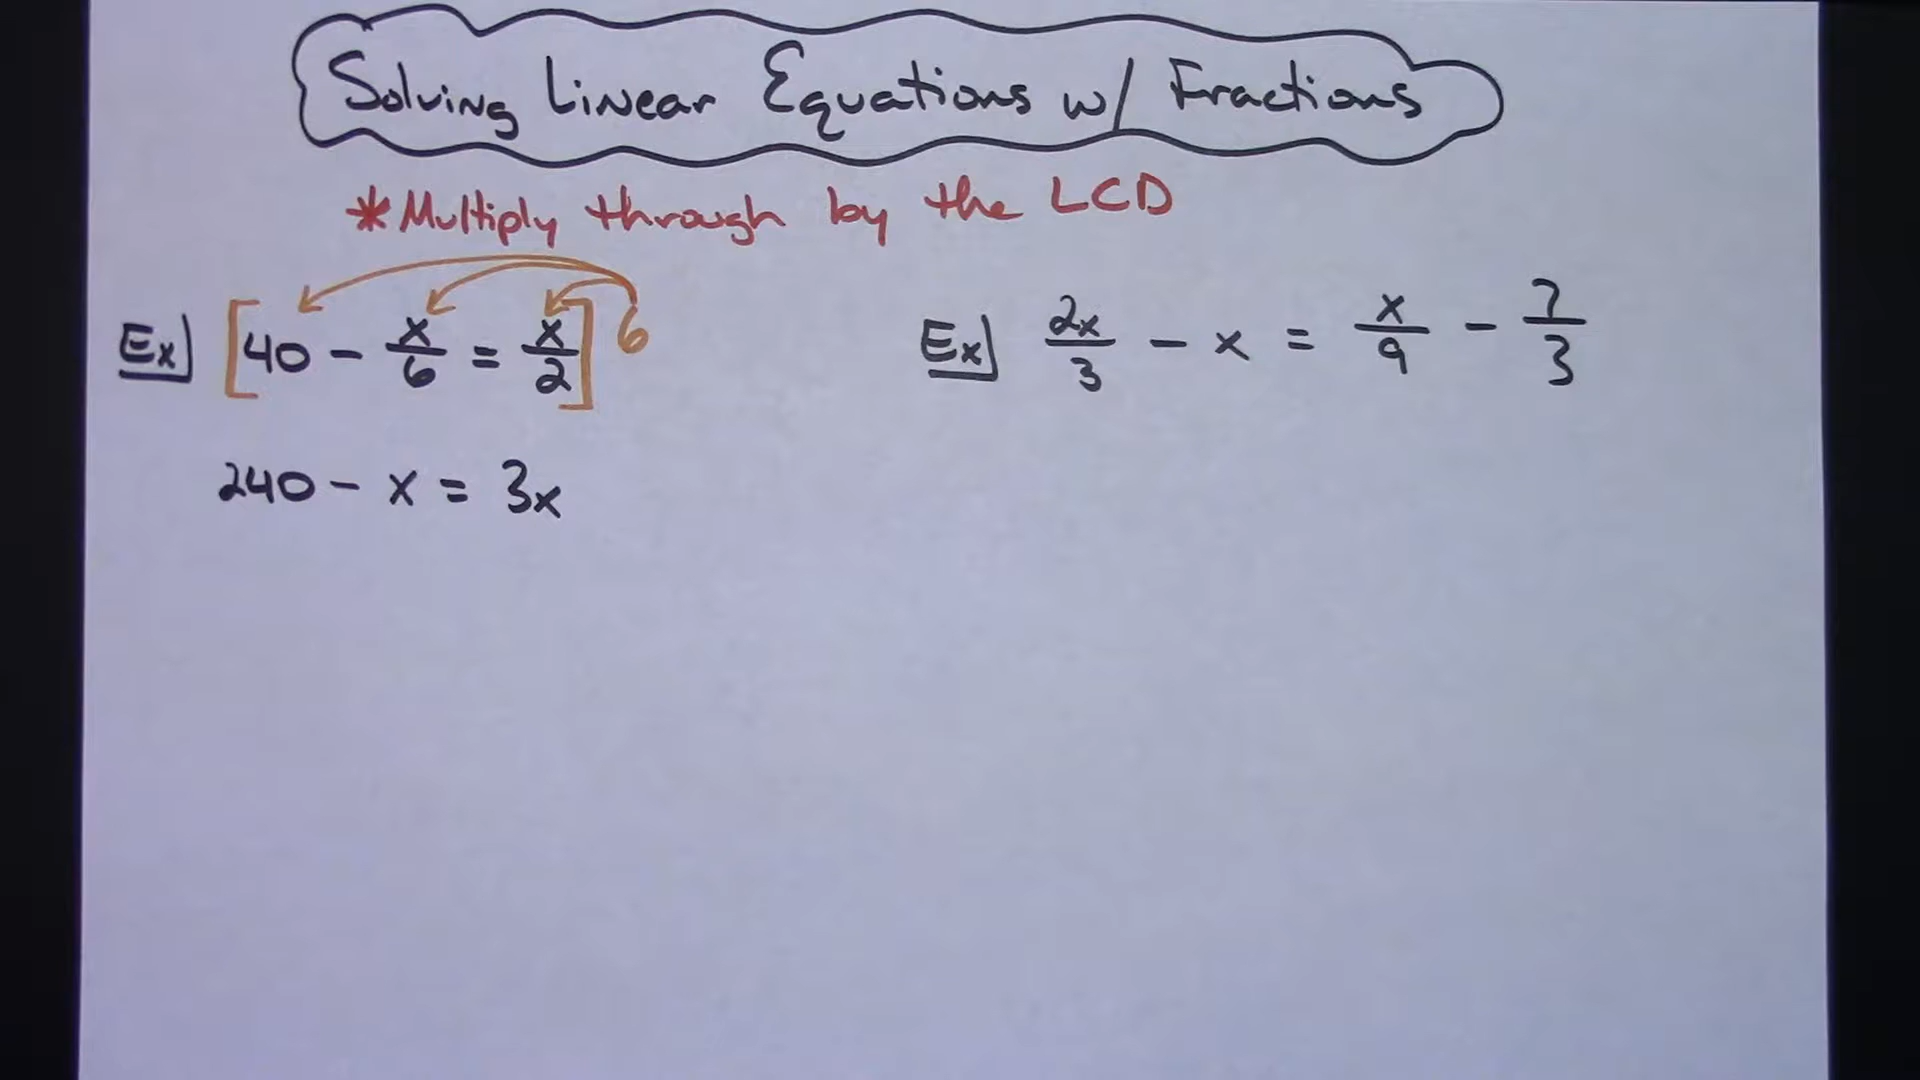 Solving Linear Equations w/ Fractions
*Multiply through by the LCD
Ex] [40 - x/6 = x/2] 6
240 - x = 3x
Ex] 2x/3 - x = x/9 - 7/3